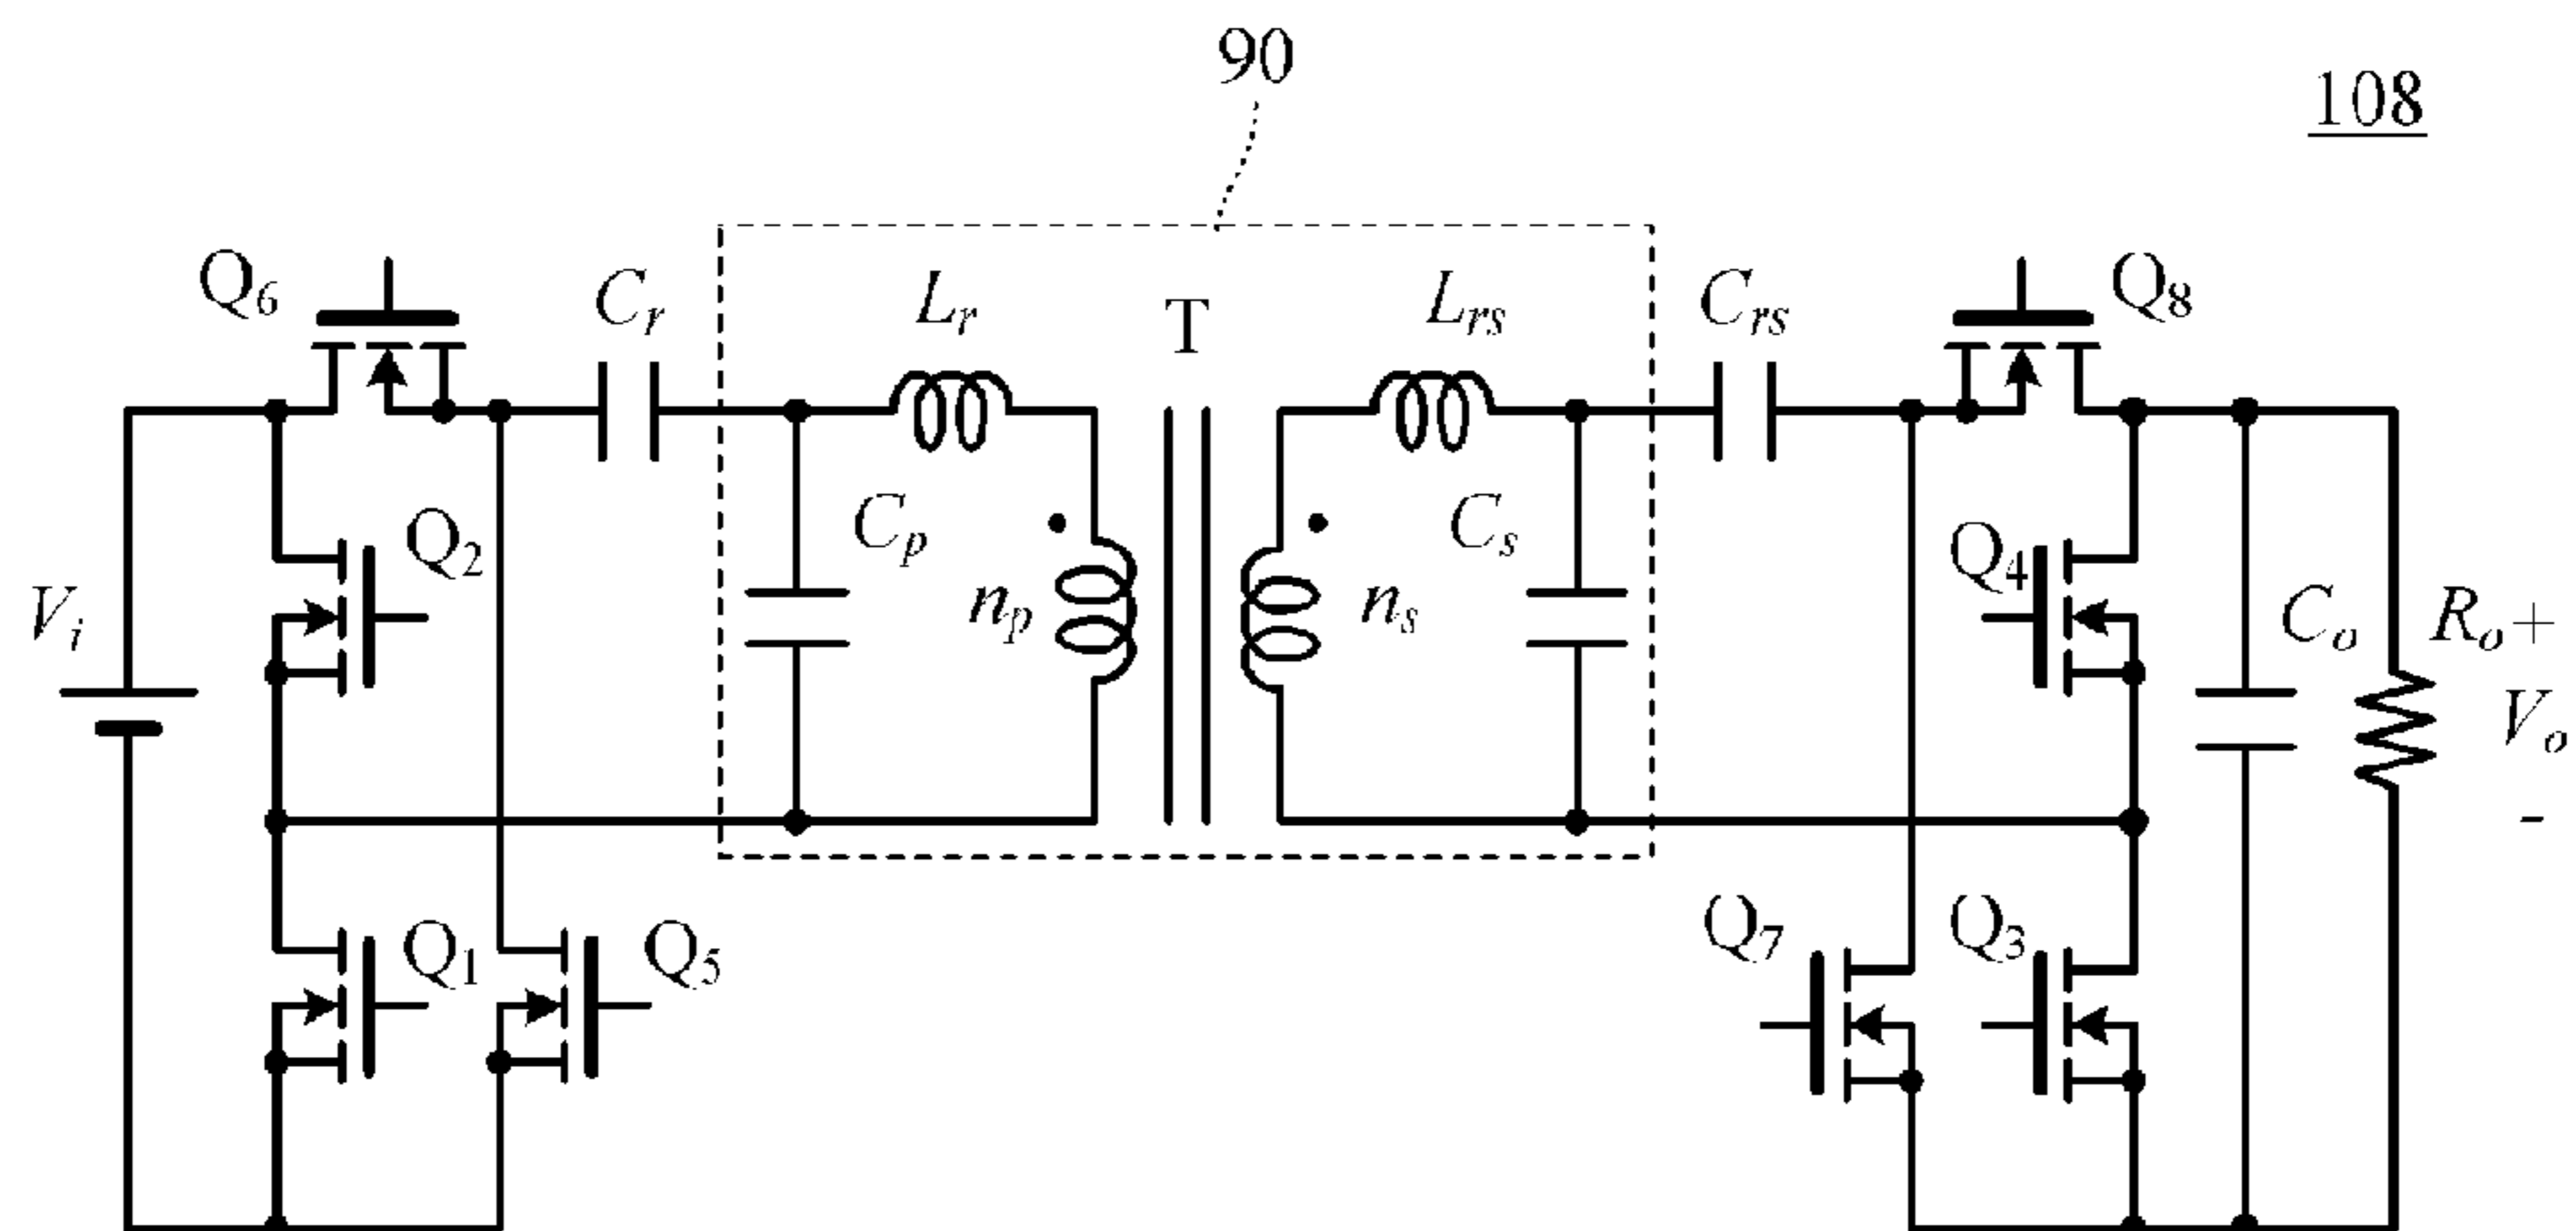 90
108
Q6 Cr Lr T Lrs Crs Q8
Q2 Cp np ns Cs Q4
Vi Co Ro +
Vo
-
Q1 Q5 Q7 Q3